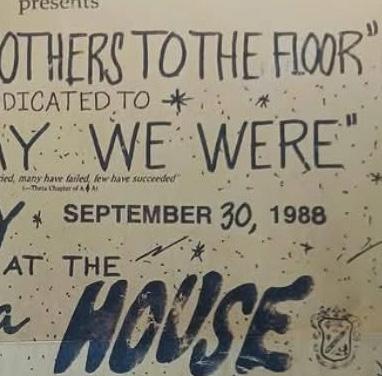 presents
OTHERS TO THE FLOOR"
DICATED TO
Y WE WERE"
ied, many have failed, few have succeeded"
Y SEPTEMBER 30, 1988
AT THE
a HOUSE